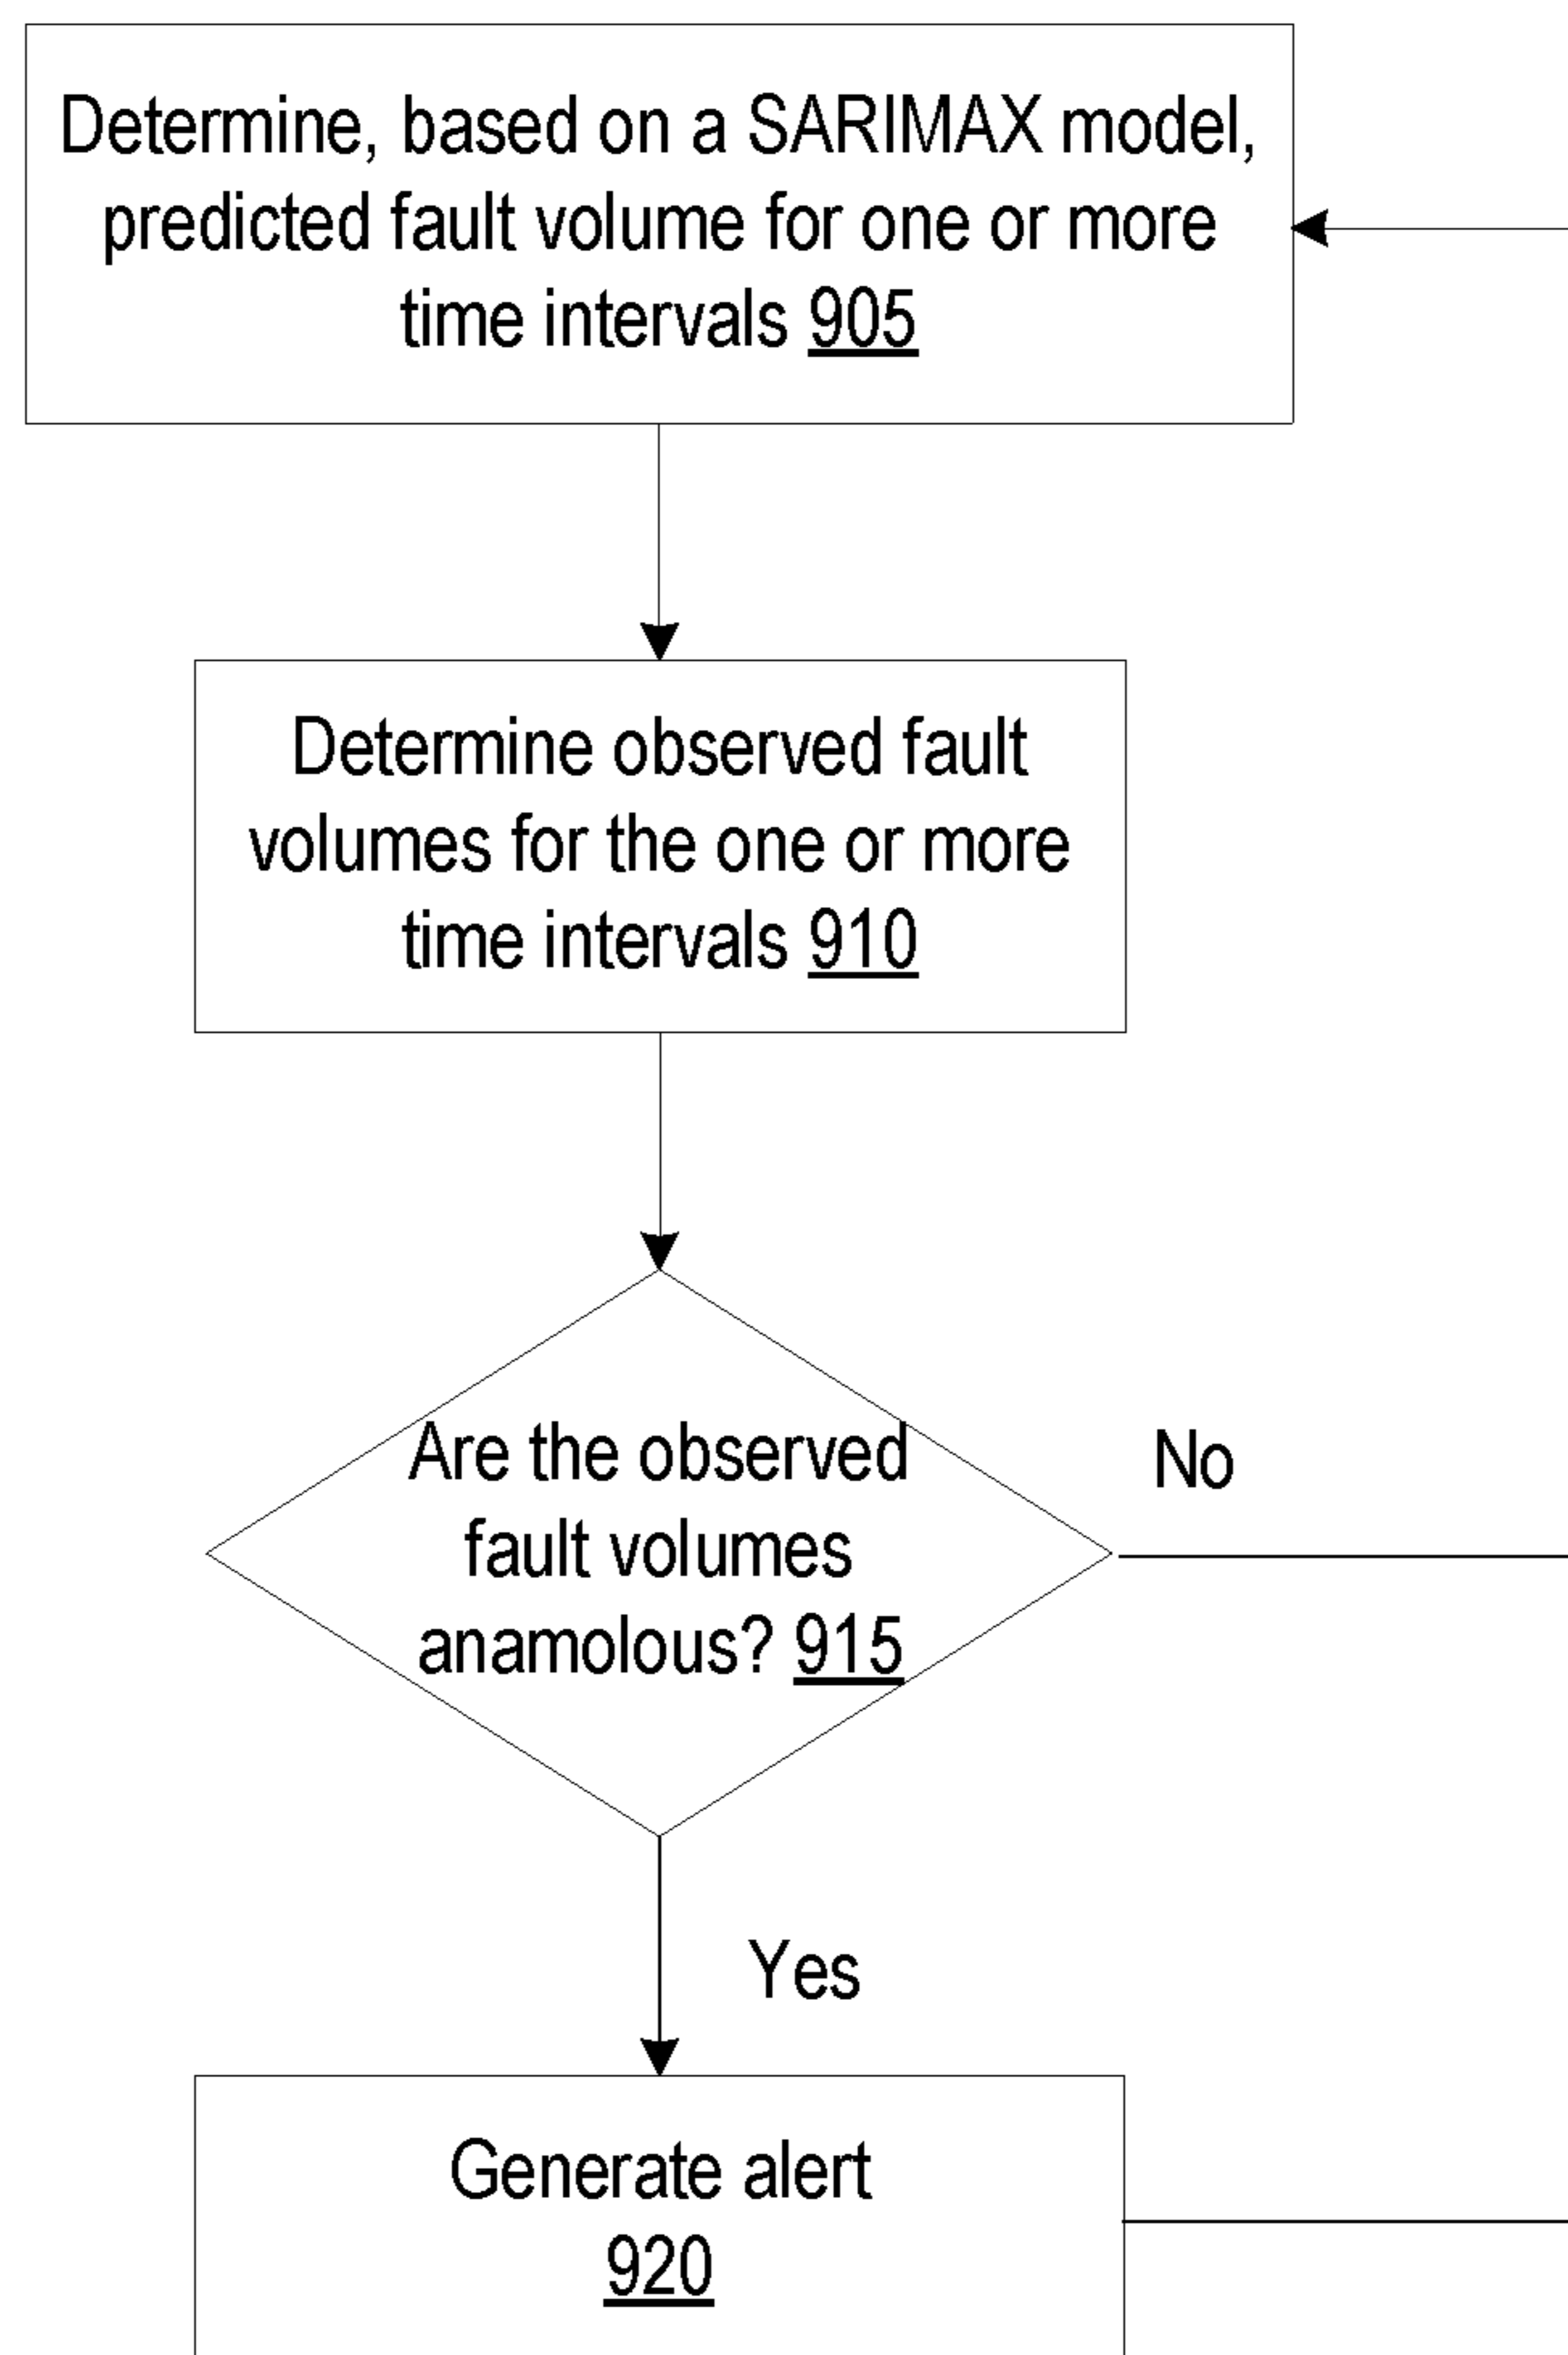 Determine, based on a SARIMAX model,
predicted fault volume for one or more
time intervals 905
Determine observed fault
volumes for the one or more
time intervals 910
Are the observed
fault volumes
anamolous? 915
No
Yes
Generate alert
920